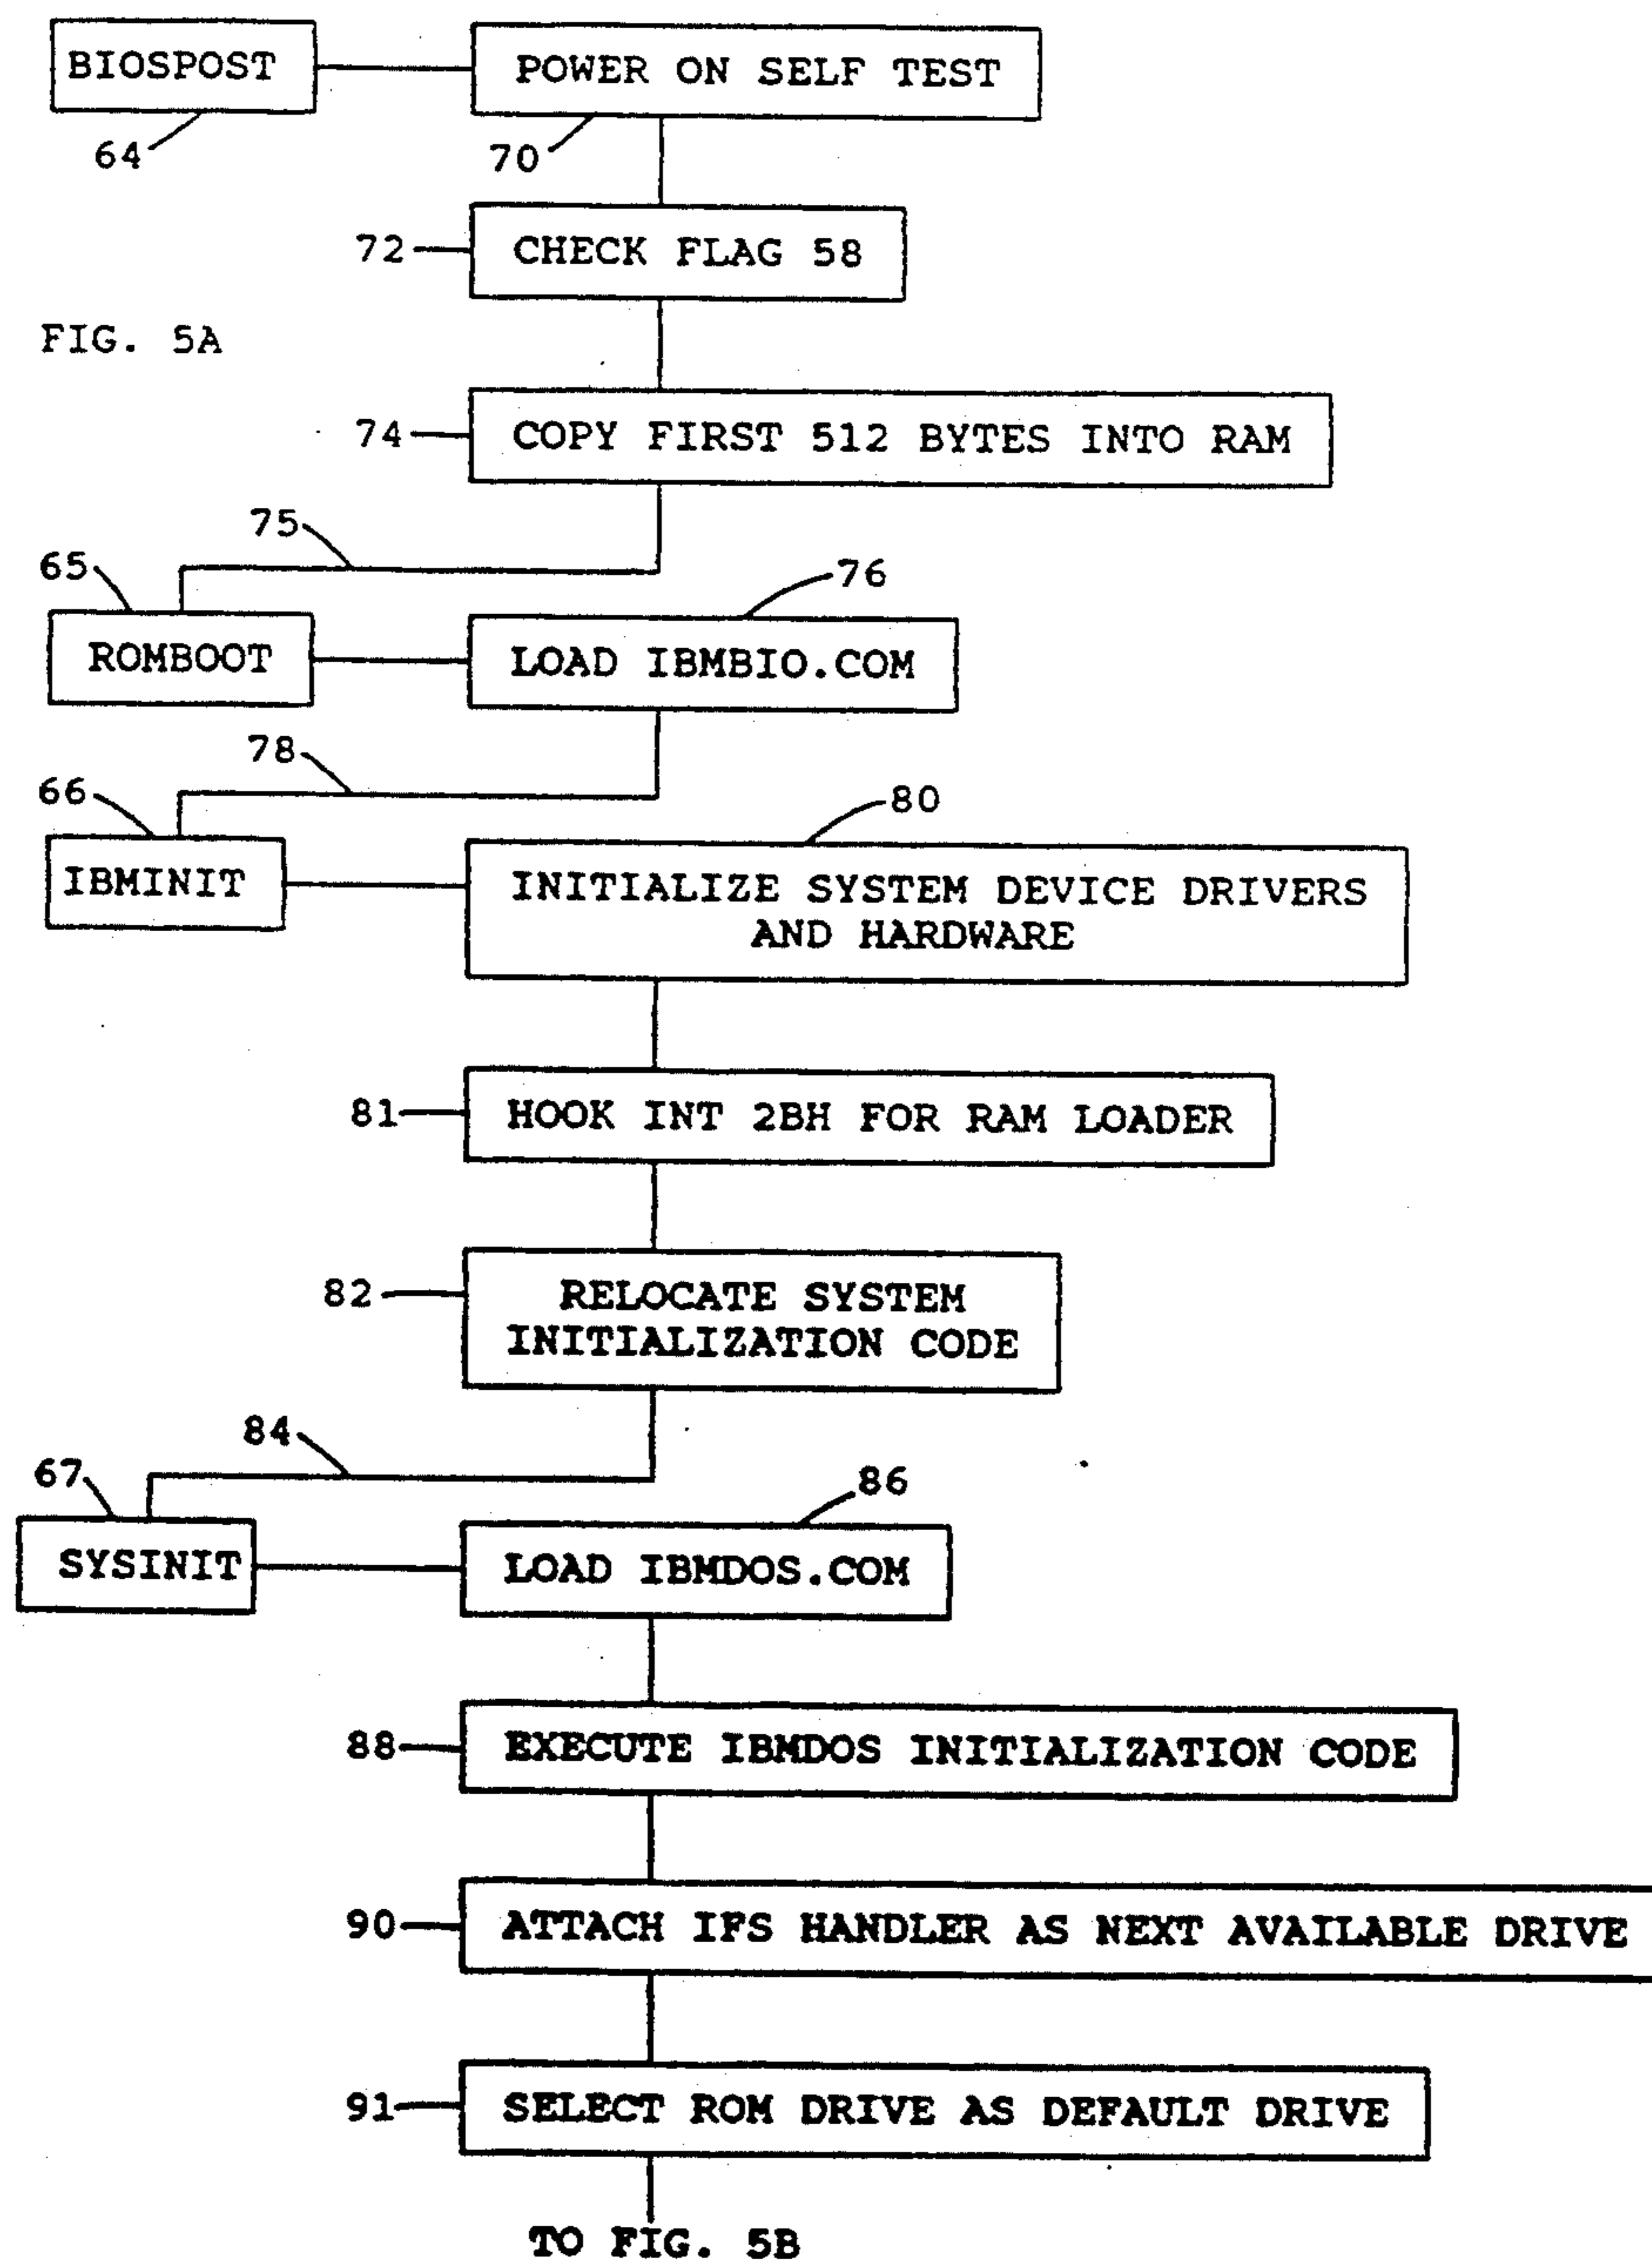 BIOSPOST
POWER ON SELF TEST
64
70
72
CHECK FLAG 58
FIG. 5A
74
COPY FIRST 512 BYTES INTO RAM
75
65
76
ROMBOOT
LOAD IBMBIO.COM
78
66
80
IBMINIT
INITIALIZE SYSTEM DEVICE DRIVERS
AND HARDWARE
81
HOOK INT 2BH FOR RAM LOADER
82
RELOCATE SYSTEM
INITIALIZATION CODE
84
67
86
SYSINIT
LOAD IBMDOS.COM
88
EXECUTE IBMDOS INITIALIZATION CODE
90
ATTACH IFS HANDLER AS NEXT AVAILABLE DRIVE
91
SELECT ROM DRIVE AS DEFAULT DRIVE
TO FIG. 5B